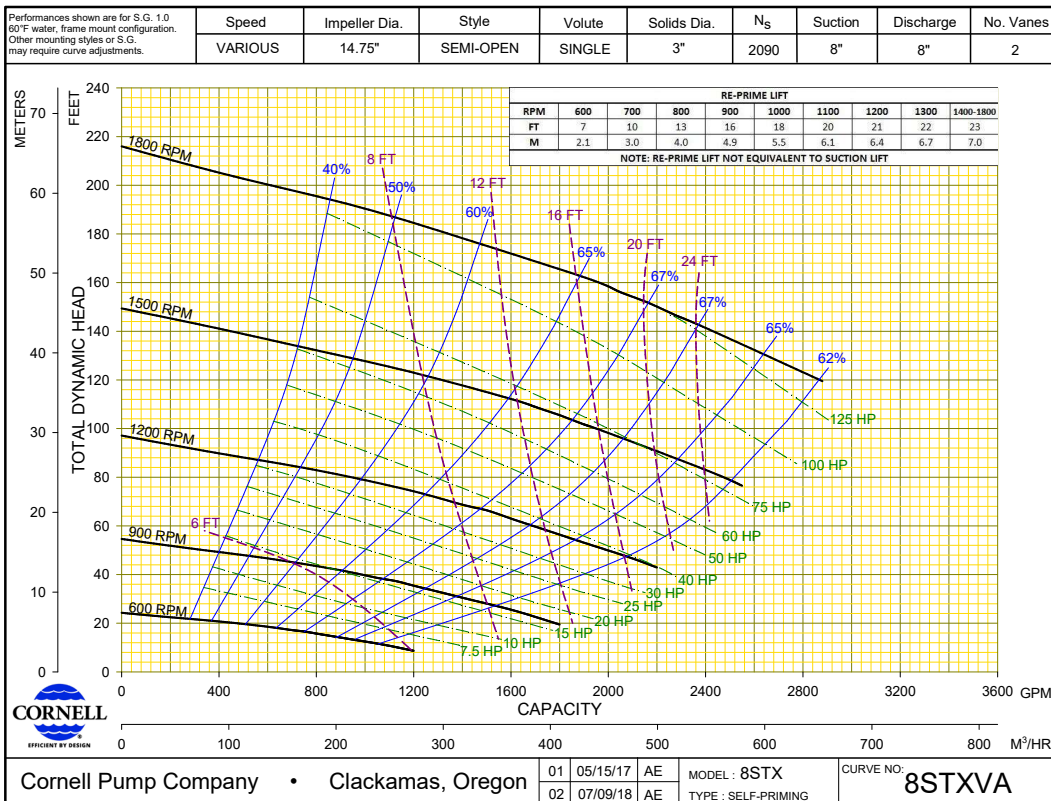 Performances shown are for S.G. 1.0
60°F water, frame mount configuration.
Other mounting styles or S.G.
may require curve adjustments.
Speed Impeller Dia. Style Volute Solids Dia. NS Suction Discharge No. Vanes
VARIOUS 14.75" SEMI-OPEN SINGLE 3" 2090 8" 8" 2
METERS
FEET
TOTAL DYNAMIC HEAD
70
60
50
40
30
20
10
0
240
220
200
180
160
140
120
100
80
60
40
20
0
RE-PRIME LIFT
RPM 600 700 800 900 1000 1100 1200 1300 1400-1800
FT 7 10 13 16 18 20 21 22 23
M 2.1 3.0 4.0 4.9 5.5 6.1 6.4 6.7 7.0
NOTE: RE-PRIME LIFT NOT EQUIVALENT TO SUCTION LIFT
1800 RPM
1500 RPM
1200 RPM
900 RPM
600 RPM
40%
50%
60%
65%
67%
67%
65%
62%
6 FT
8 FT
12 FT
16 FT
20 FT
24 FT
125 HP
100 HP
75 HP
60 HP
50 HP
40 HP
30 HP
25 HP
20 HP
15 HP
10 HP
7.5 HP
0 400 800 1200 1600 2000 2400 2800 3200 3600 GPM
CAPACITY
0 100 200 300 400 500 600 700 800 M3/HR
CORNELL
®
EFFICIENT BY DESIGN
Cornell Pump Company • Clackamas, Oregon
01 05/15/17 AE
02 07/09/18 AE
MODEL : 8STX
TYPE : SELF-PRIMING
CURVE NO:
8STXVA